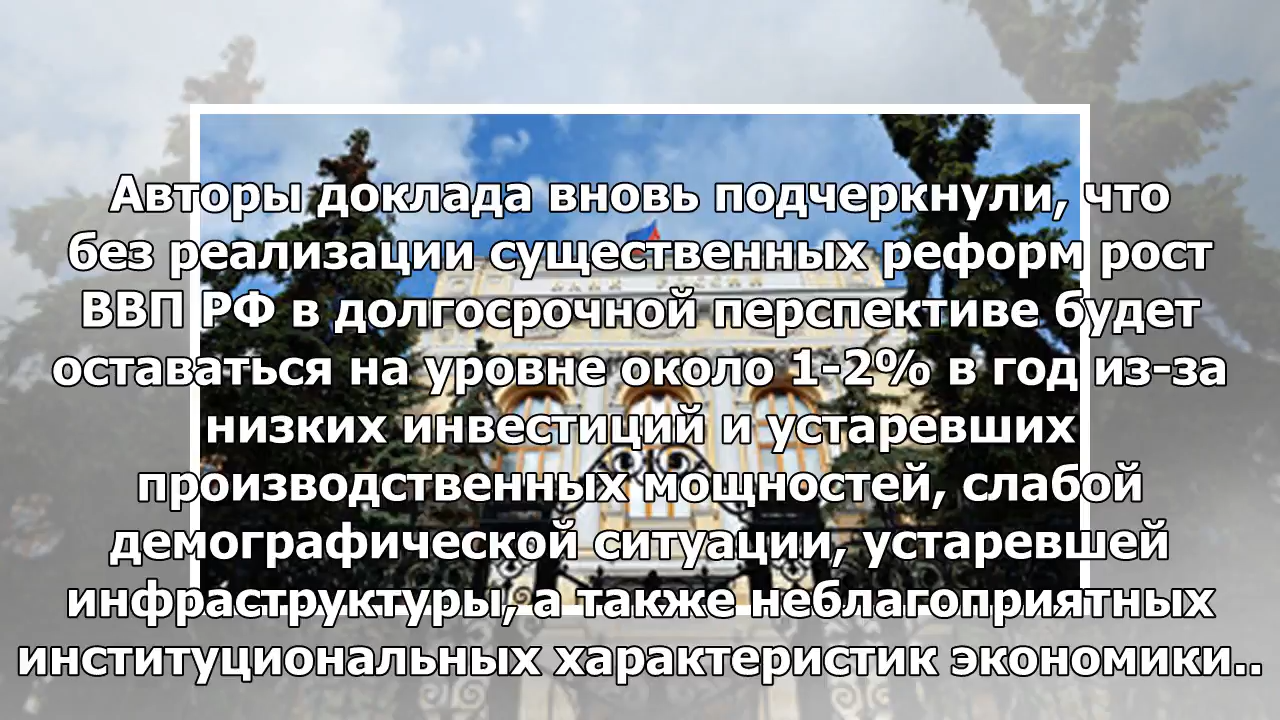 Авторы доклада вновь подчеркнули, что
без реализации существенных реформ рост
ВВП РФ в долгосрочной перспективе будет
оставаться на уровне около 1-2% в год из-за
низких инвестиций и устаревших
производственных мощностей, слабой
демографической ситуации, устаревшей
инфраструктуры, а также неблагоприятных
институциональных характеристик экономики..